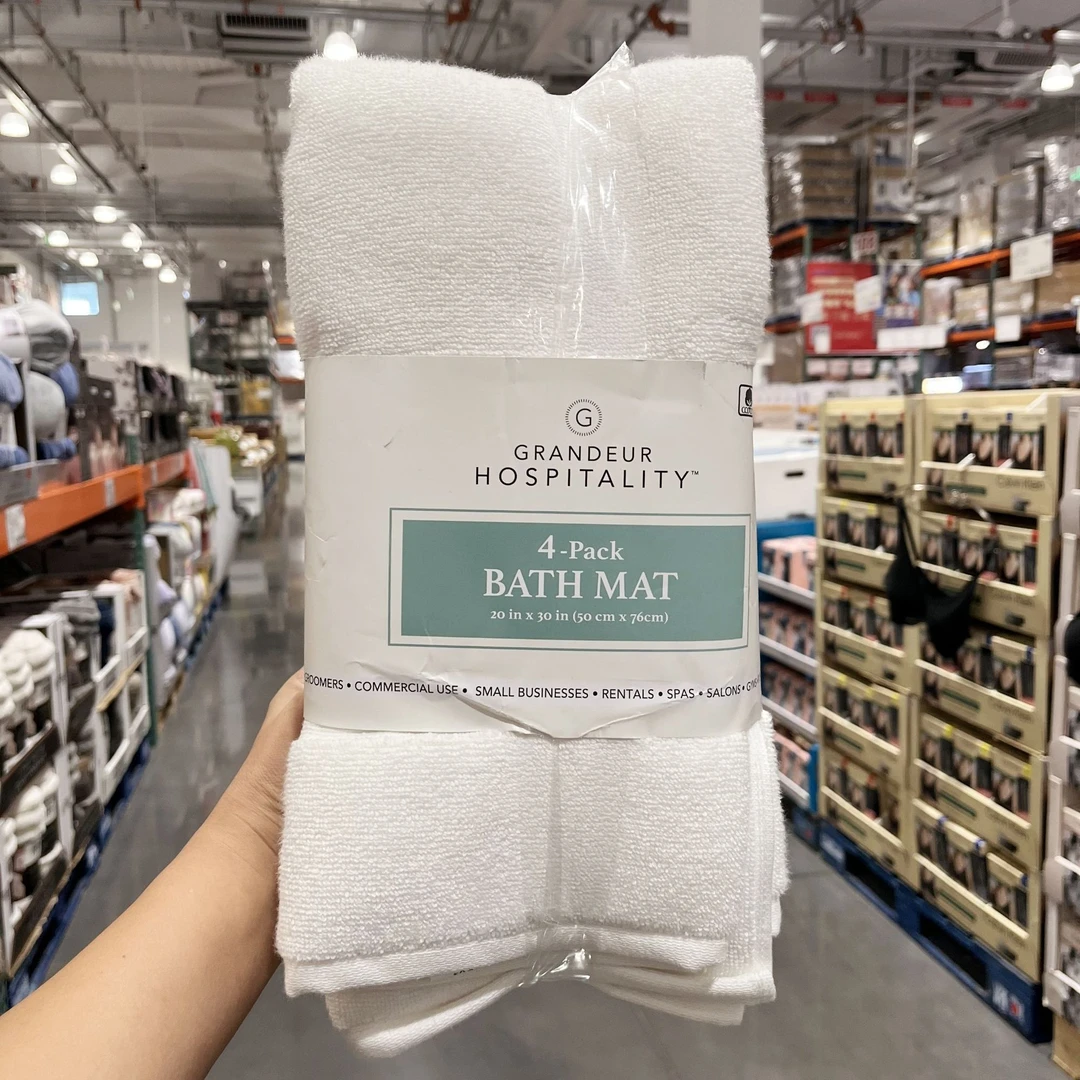 G
GRANDEUR
HOSPITALITY™
4-Pack
BATH MAT
20 in x 30 in (50 cm x 76cm)
COMMERCIAL USE • SMALL BUSINESSES • RENTALS • SPAS • SALONS •